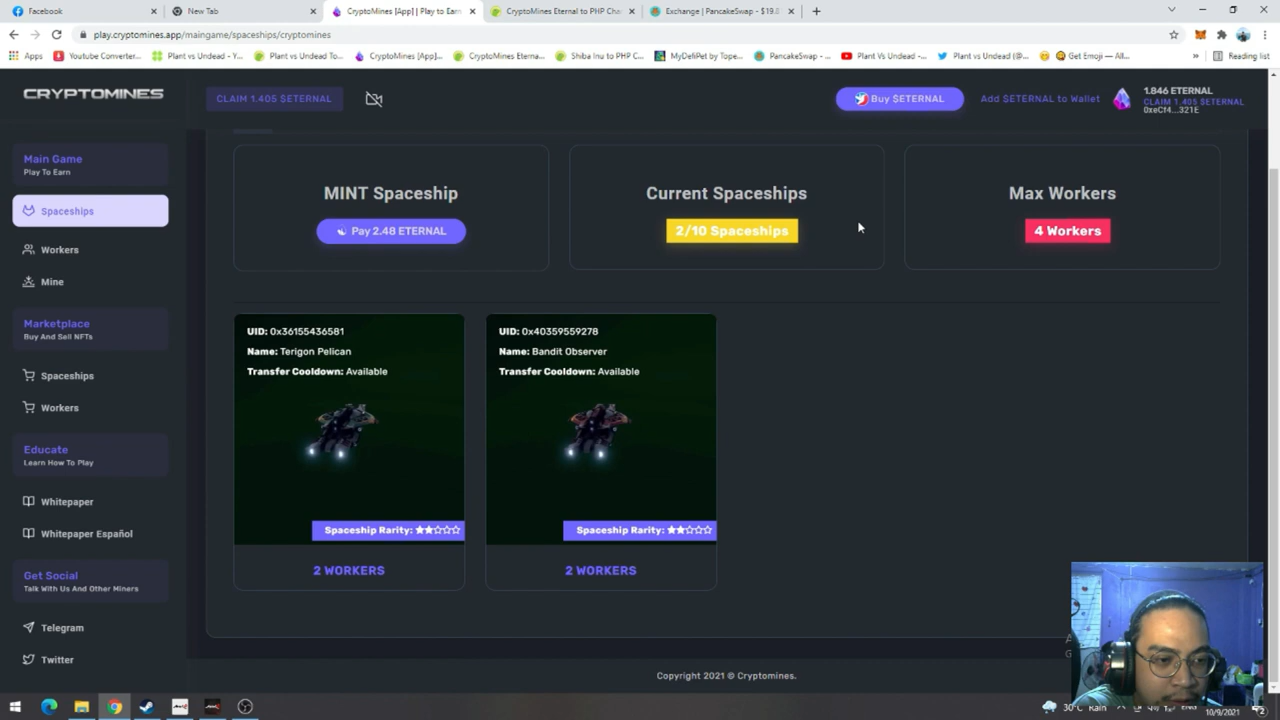 Facebook
New Tab
CryptoMines [App] | Play to Earn
CryptoMines Eternal to PHP Cha
Exchange | PancakeSwap - $19.8
play.cryptomines.app/maingame/spaceships/cryptomines
Apps
Youtube Converter...
Plant vs Undead - Y...
Plant vs Undead To...
CryptoMines [App]...
CryptoMines Eterna...
Shiba Inu to PHP C...
MyDefiPet by Tope...
PancakeSwap - ...
Plant Vs Undead -...
Plant vs Undead (@...
Get Emoji — All...
»
Reading list
CRYPTOMINES
CLAIM 1.405 $ETERNAL
Buy $ETERNAL
Add $ETERNAL to Wallet
1.846 ETERNAL
CLAIM 1.405 $ETERNAL
0xeCf4...321E
Main Game
Play To Earn
Spaceships
Workers
Mine
Marketplace
Buy And Sell NFTs
Spaceships
Workers
Educate
Learn How To Play
Whitepaper
Whitepaper Español
Get Social
Talk With Us And Other Miners
Telegram
Twitter
MINT Spaceship
Pay 2.48 ETERNAL
Current Spaceships
2/10 Spaceships
Max Workers
4 Workers
UID: 0x36155436581
Name: Terigon Pelican
Transfer Cooldown: Available
Spaceship Rarity: ★★☆☆☆
2 WORKERS
UID: 0x40359559278
Name: Bandit Observer
Transfer Cooldown: Available
Spaceship Rarity: ★★☆☆☆
2 WORKERS
Copyright 2021 © Cryptomines.
30°C Rain
ENG
10/9/2021
2